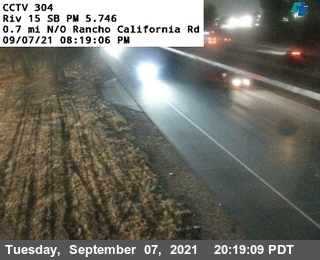 CCTV 304
Riv 15 SB PM 5.746
0.7 mi N/O Rancho California Rd
09/07/21 08:19:06 PM
Tuesday, September 07, 2021 20:19:09 PDT